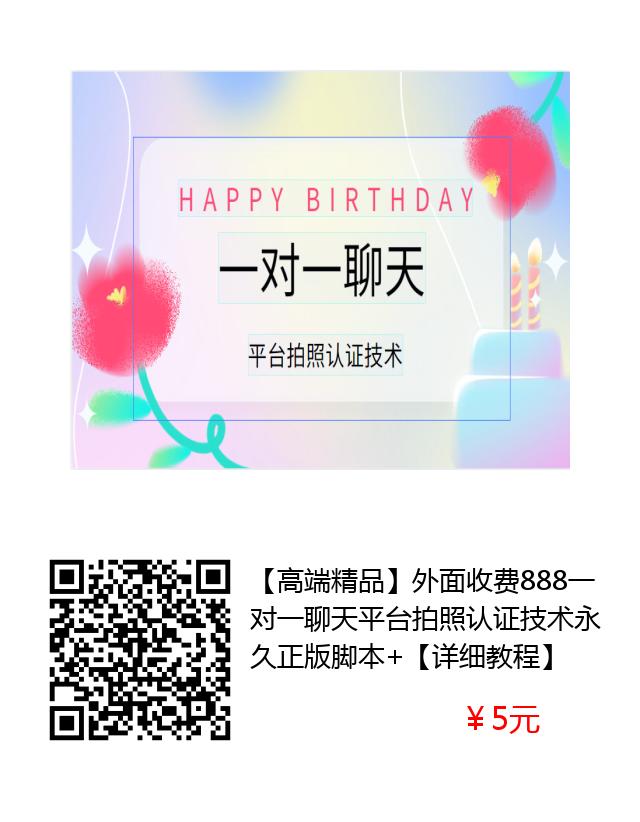 HAPPY BIRTHDAY
一对一聊天
平台拍照认证技术
【高端精品】外面收费888一
对一聊天平台拍照认证技术永
久正版脚本+【详细教程】
￥5元